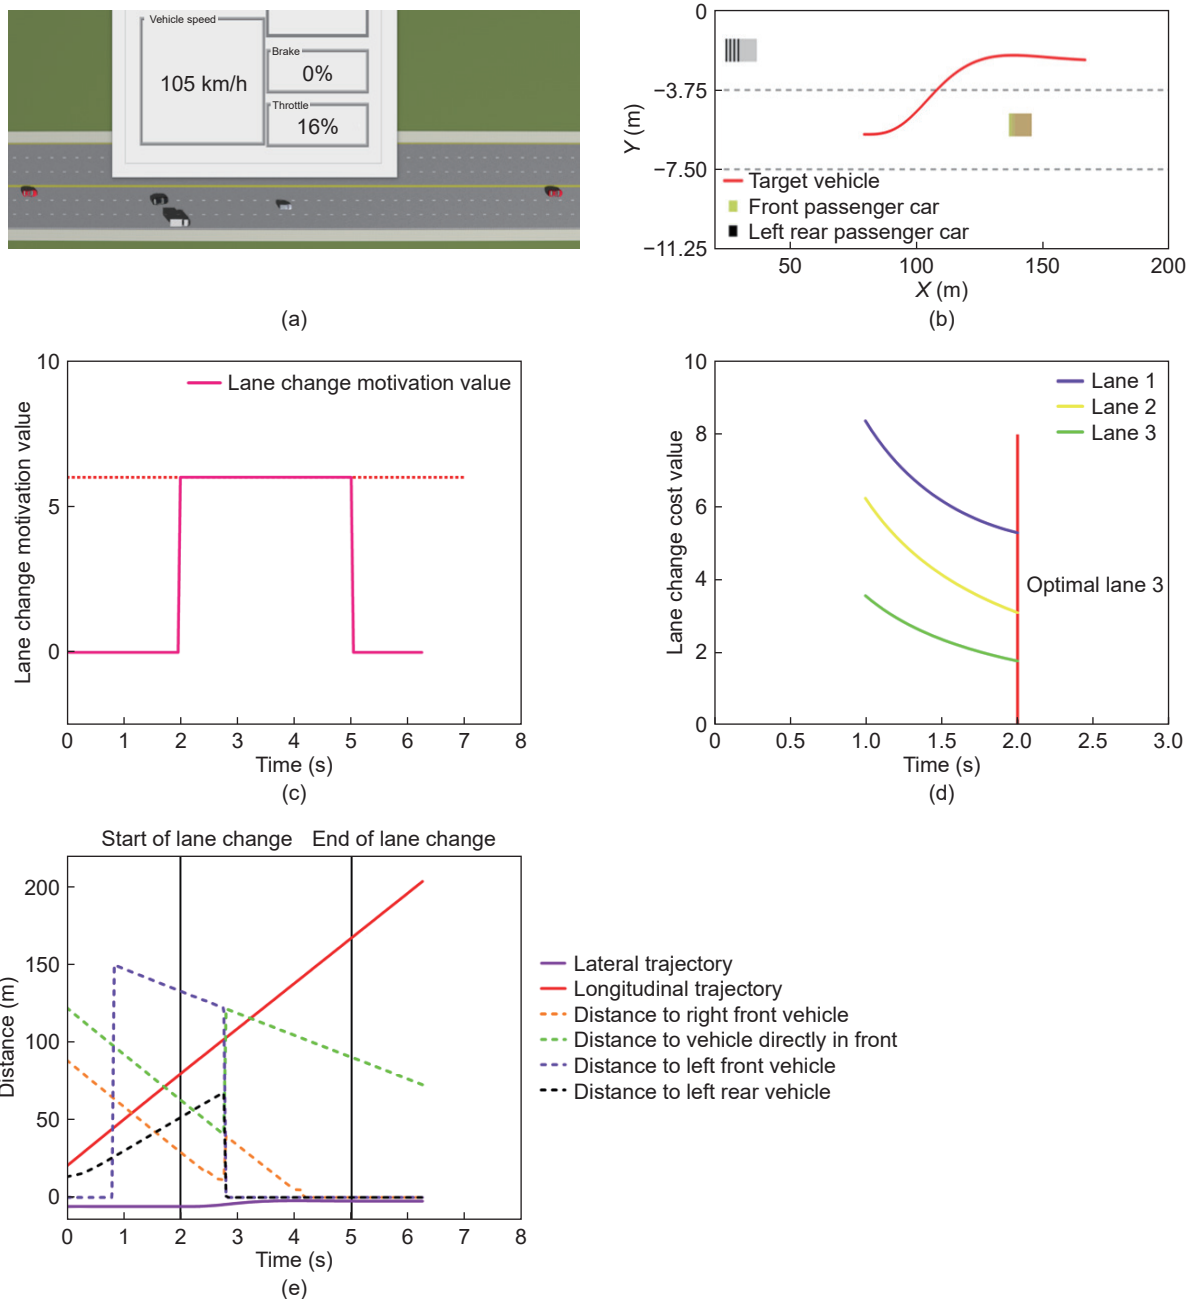 Vehicle speed
105 km/h
Brake
0%
Throttle
16%
(a)
0
−3.75
−7.50
−11.25
Y (m)
Target vehicle
Front passenger car
Left rear passenger car
50
100
150
200
X (m)
(b)
10
5
0
Lane change motivation value
Lane change motivation value
0
1
2
3
4
5
6
7
8
Time (s)
(c)
10
8
6
4
2
0
Lane change cost value
Lane 1
Lane 2
Lane 3
Optimal lane 3
0
0.5
1.0
1.5
2.0
2.5
3.0
Time (s)
(d)
Start of lane change
End of lane change
200
150
100
50
0
Distance (m)
0
1
2
3
4
5
6
7
8
Time (s)
Lateral trajectory
Longitudinal trajectory
Distance to right front vehicle
Distance to vehicle directly in front
Distance to left front vehicle
Distance to left rear vehicle
(e)